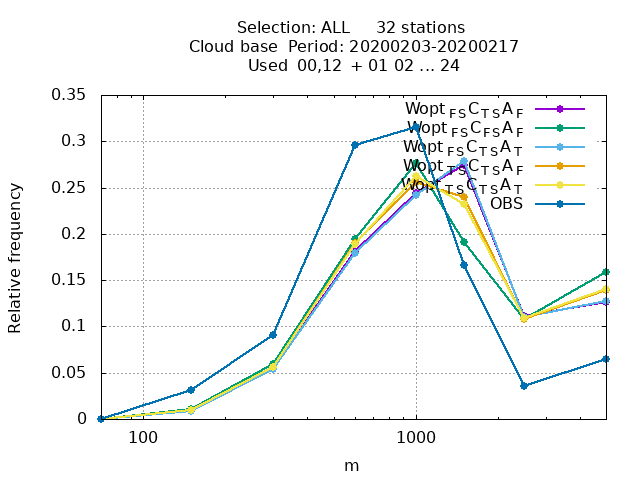 Selection: ALL 32 stations
Cloud base Period: 20200203-20200217
Used 00,12 + 01 02 ... 24
0.35
0.3
0.25
0.2
0.15
0.1
0.05
0
Relative frequency
Wopt FS C TS A F
Wopt FS C FS A F
Wopt FS C TS A T
Wopt TS C TS A F
Wopt TS C TS A T
OBS
100 1000
m